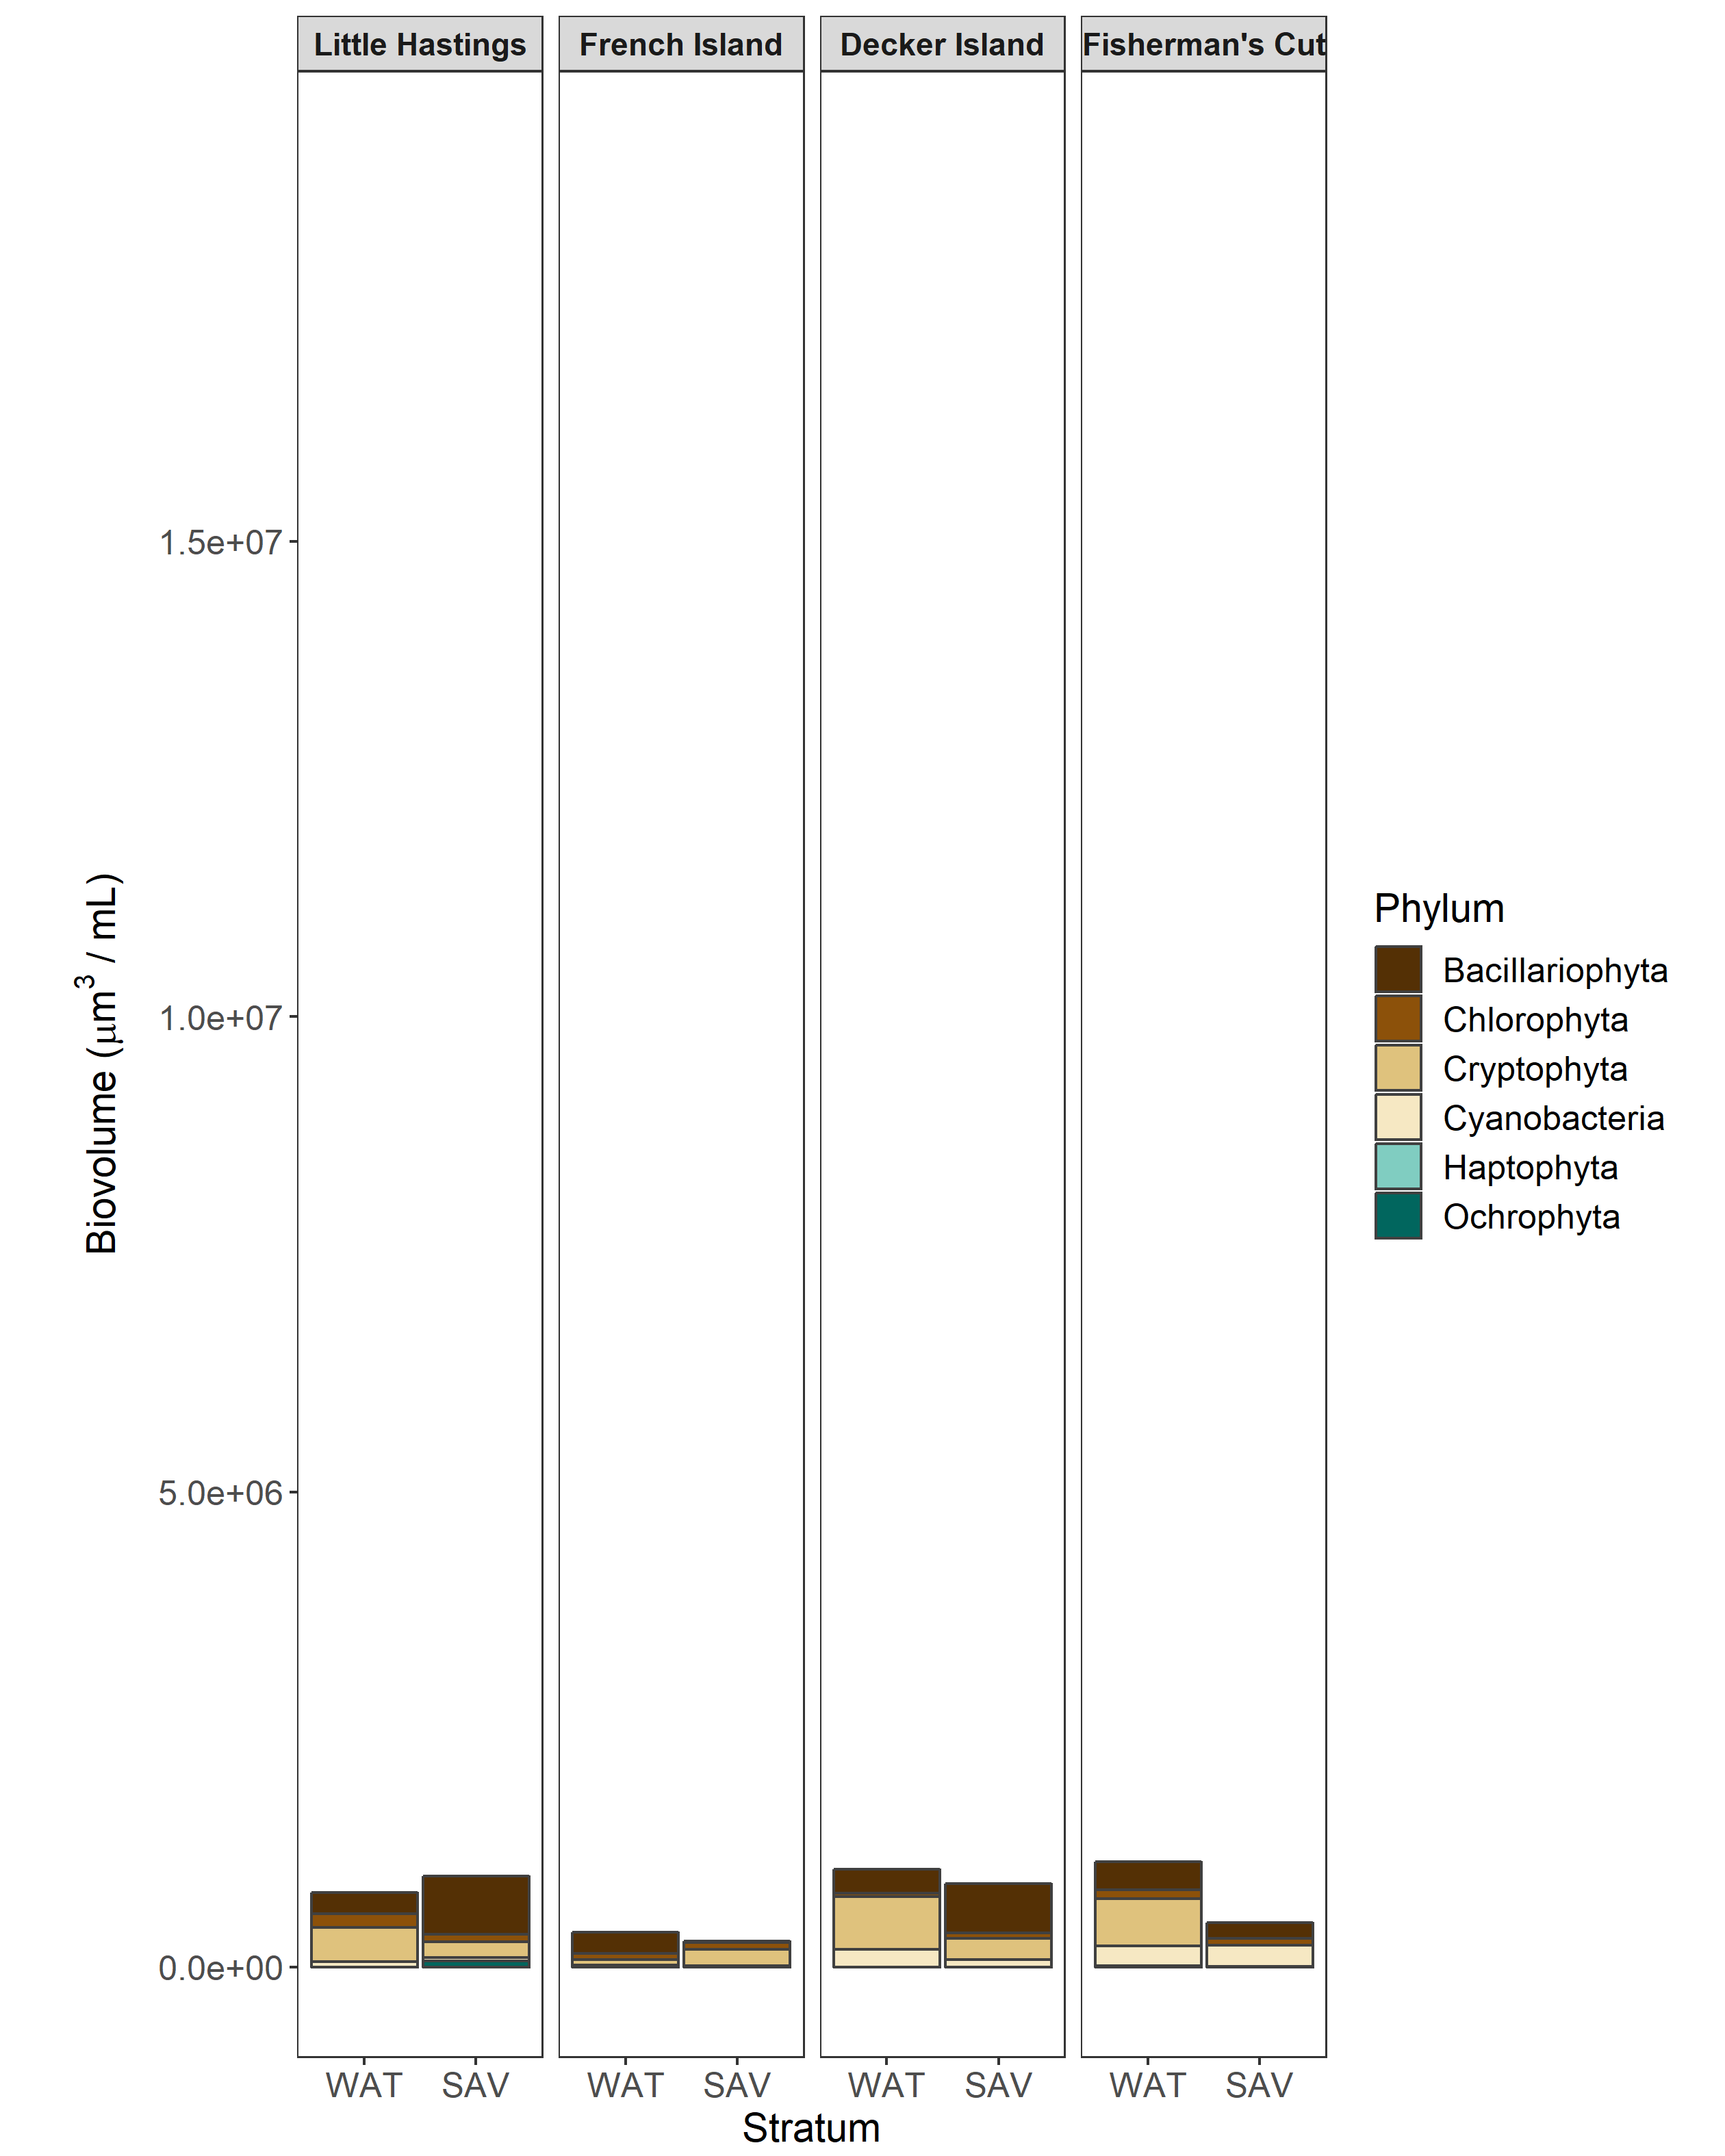 Little Hastings French Island Decker Island Fisherman's Cut
1.5e+07
1.0e+07
5.0e+06
0.0e+00
Biovolume (μm³ / mL)
WAT SAV WAT SAV WAT SAV WAT SAV
Stratum
Phylum
Bacillariophyta
Chlorophyta
Cryptophyta
Cyanobacteria
Haptophyta
Ochrophyta